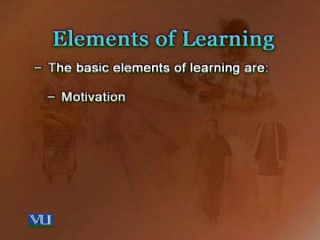 Elements of Learning
– The basic elements of learning are:
– Motivation
VU